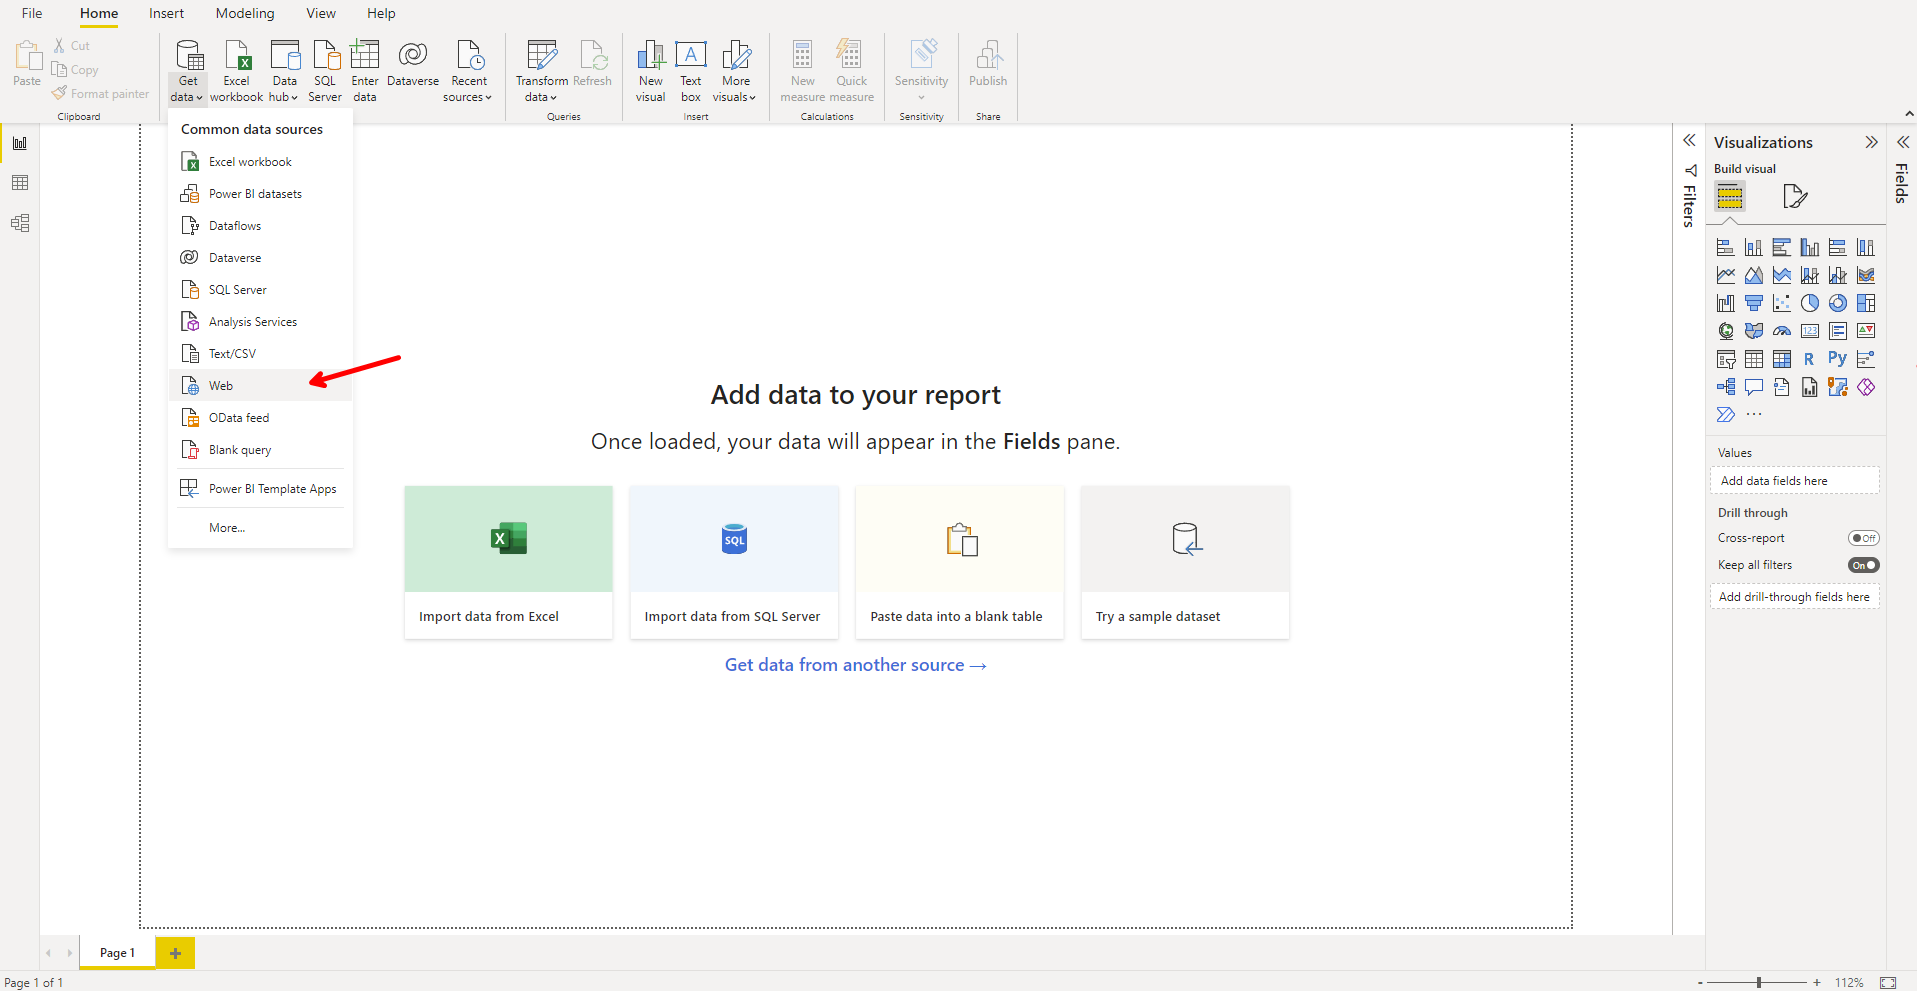 File Home Insert Modeling View Help
Paste
Cut
Copy
Format painter
Clipboard
Get data
Excel workbook
Data hub
SQL Server
Enter data
Dataverse
Recent sources
Transform data
Refresh
Queries
New visual
Text box
More visuals
Insert
New measure
Quick measure
Calculations
Sensitivity
Sensitivity
Publish
Share
Common data sources
Excel workbook
Power BI datasets
Dataflows
Dataverse
SQL Server
Analysis Services
Text/CSV
Web
OData feed
Blank query
Power BI Template Apps
More...
Add data to your report
Once loaded, your data will appear in the Fields pane.
SQL
Import data from Excel
Import data from SQL Server
Paste data into a blank table
Try a sample dataset
Get data from another source →
Filters
Visualizations
Build visual
123
R
Py
...
Values
Add data fields here
Drill through
Cross-report
Off
Keep all filters
On
Add drill-through fields here
Fields
Page 1
+
Page 1 of 1
- + 112%